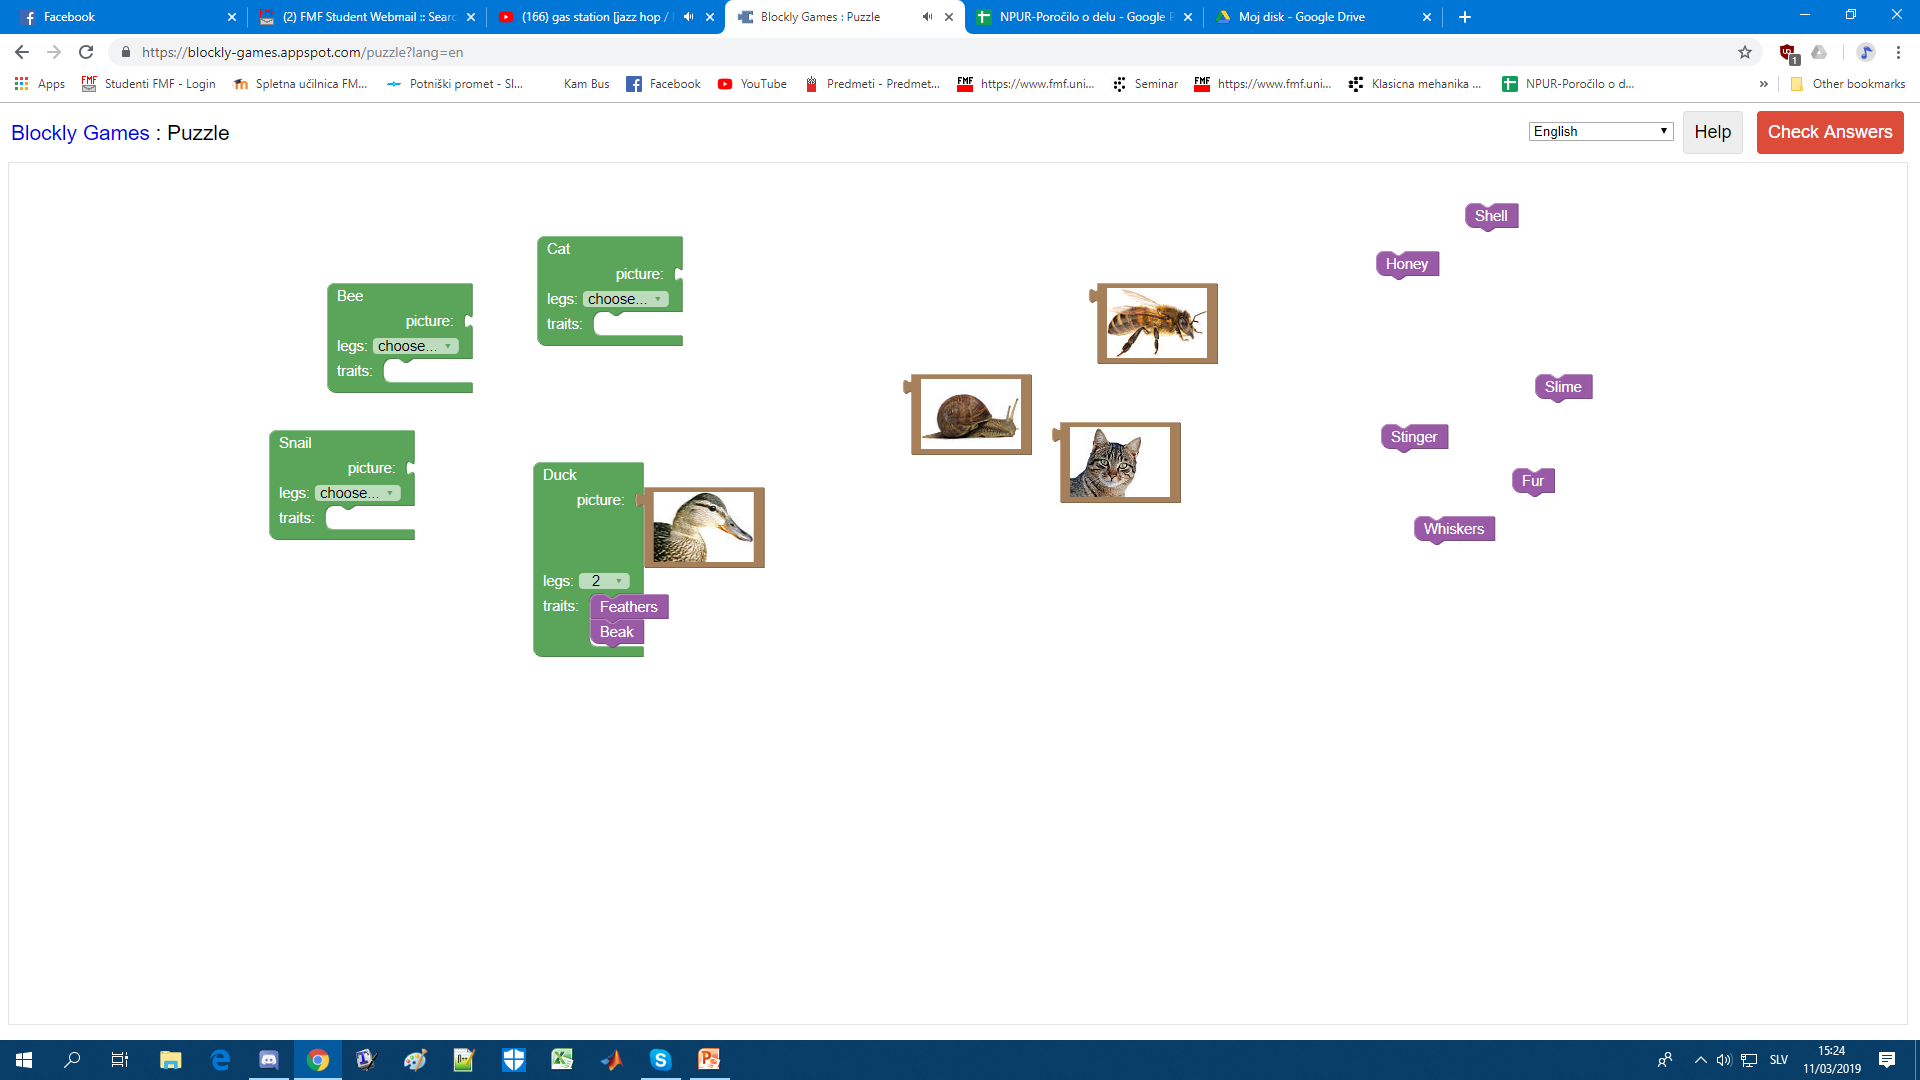 Facebook
(2) FMF Student Webmail :: Searc
(166) gas station [jazz hop /
Blockly Games : Puzzle
NPUR-Poročilo o delu - Google P
Moj disk - Google Drive
https://blockly-games.appspot.com/puzzle?lang=en
1
Apps
FMF
Studenti FMF - Login
Spletna učilnica FM...
Potniški promet - Sl...
Kam Bus
Facebook
YouTube
Predmeti - Predmet...
FMF
https://www.fmf.uni...
Seminar
FMF
https://www.fmf.uni...
Klasicna mehanika ...
NPUR-Poročilo o d...
»
Other bookmarks
Blockly Games : Puzzle
English
Help
Check Answers
Shell
Honey
Cat
picture:
legs: choose...
traits:
Bee
picture:
legs: choose...
traits:
Slime
Stinger
Fur
Whiskers
Snail
picture:
legs: choose...
traits:
Duck
picture:
legs: 2
traits: Feathers
Beak
SLV
15:24
11/03/2019